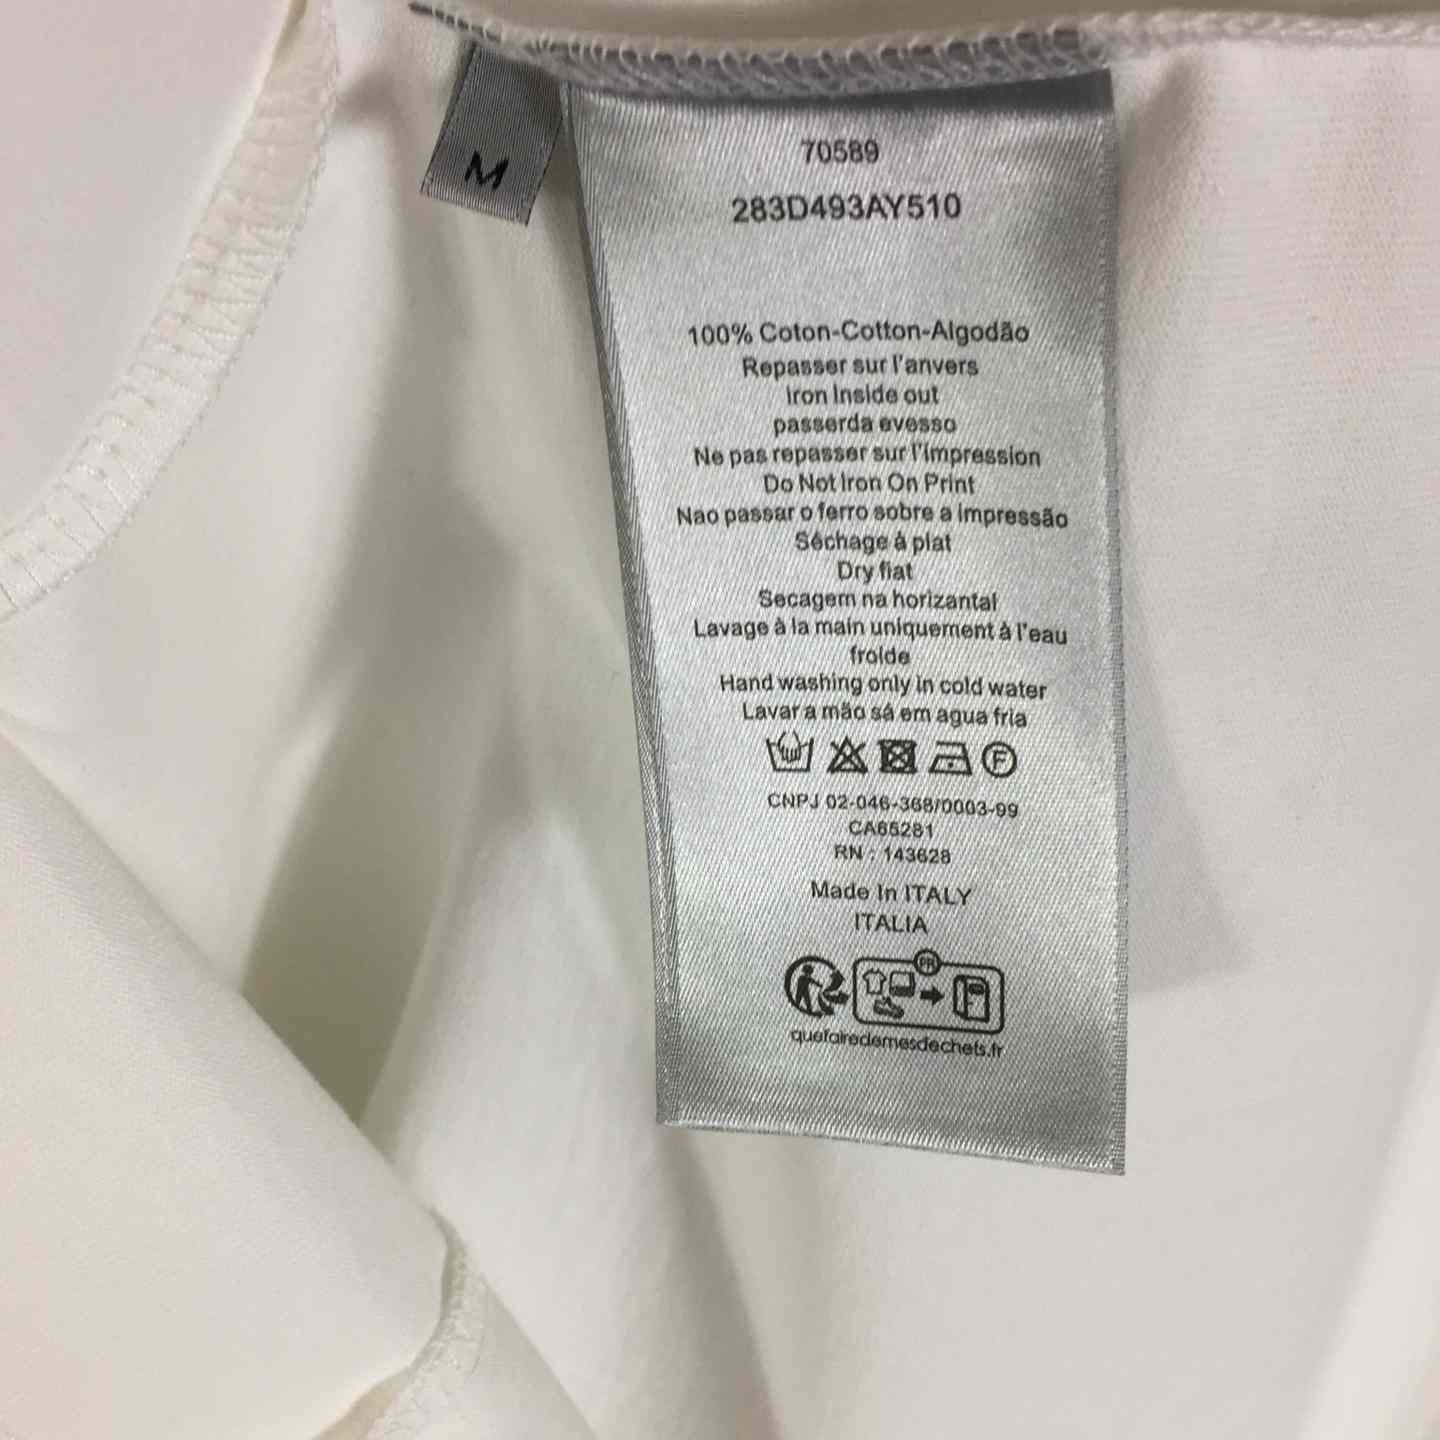 M
70589
283D493AY510
100% Coton-Cotton-Algodão
Repasser sur l'anvers
Iron Inside out
passerda evesso
Ne pas repasser sur l'impression
Do Not Iron On Print
Nao passar o ferro sobre a impressão
Séchage à plat
Dry flat
Secagem na horizantal
Lavage à la main uniquement à l'eau
froide
Hand washing only in cold water
Lavar a mão sá em agua fria
F
CNPJ 02-046-368/0003-99
CA65281
RN : 143628
Made In ITALY
ITALIA
FR
quefairedemesdechets.fr